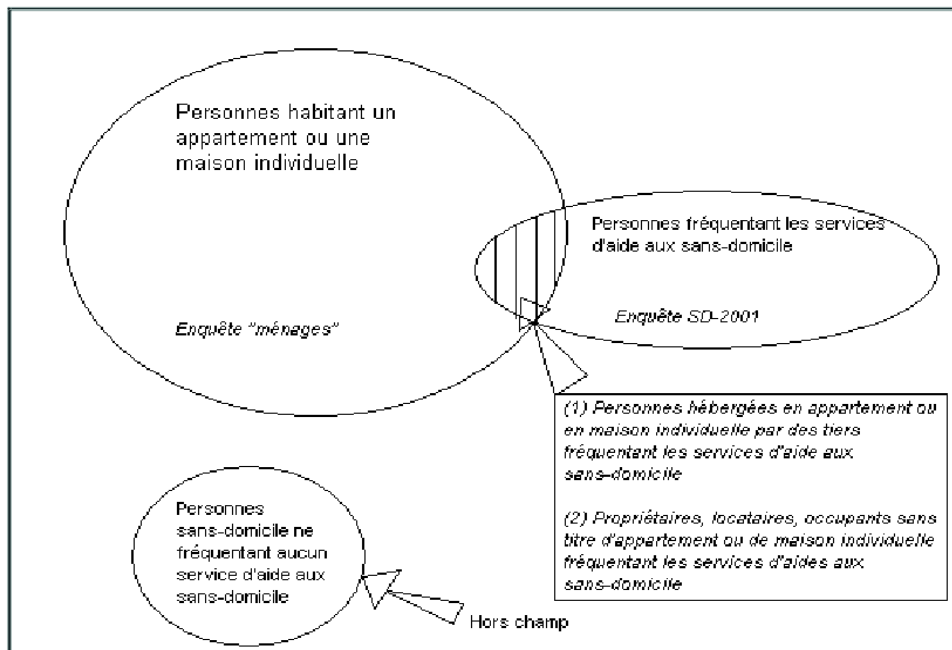 Personnes habitant un
appartement ou une
maison individuelle
Personnes fréquentant les services
d'aide aux sans-domicile
Enquête "ménages"
Enquête SD-2001
(1) Personnes hébergées en appartement ou
en maison individuelle par des tiers
fréquentant les services d'aide aux
sans-domicile
(2) Propriétaires, locataires, occupants sans
titre d'appartement ou de maison individuelle
fréquentant les services d'aides aux
sans-domicile
Personnes
sans-domicile ne
fréquentant aucun
service d'aide aux
sans-domicile
Hors champ